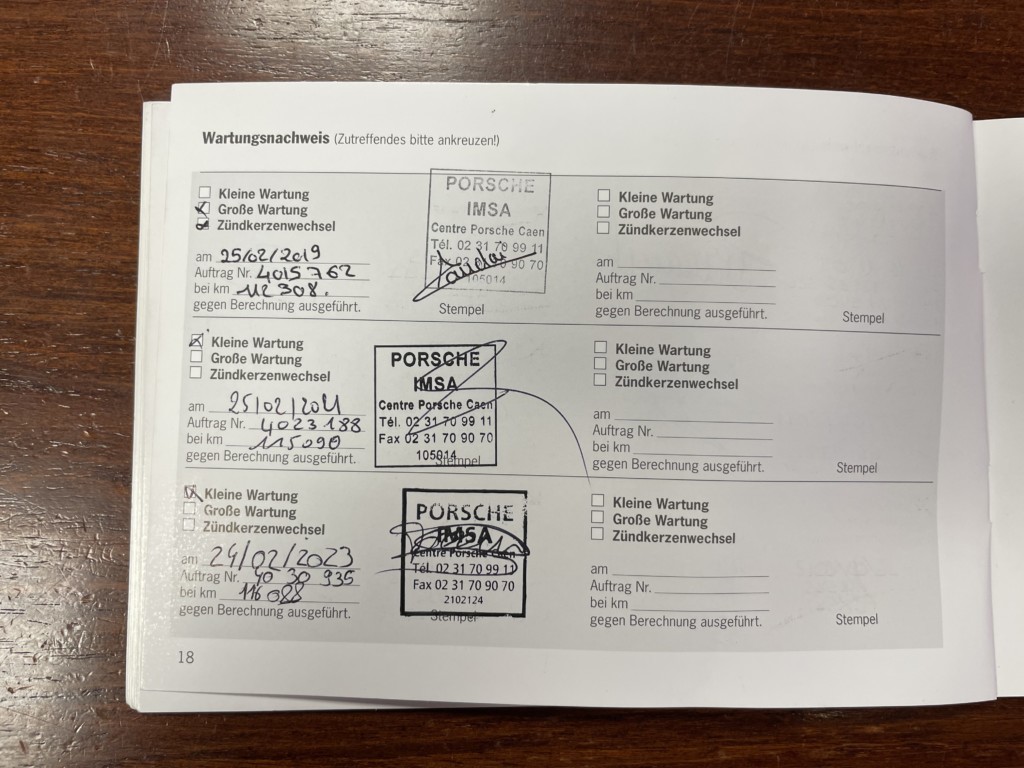 Wartungsnachweis (Zutreffendes bitte ankreuzen!)
Kleine Wartung
Große Wartung
Zündkerzenwechsel
am 25/02/2019
Auftrag Nr. 4015762
bei km 112308.
gegen Berechnung ausgeführt.
PORSCHE
IMSA
Centre Porsche Caen
Tél. 02 31 70 99 11
Fax 02 90 70
105014
Stempel
Kleine Wartung
Große Wartung
Zündkerzenwechsel
am
Auftrag Nr.
bei km
gegen Berechnung ausgeführt.
Stempel
Kleine Wartung
Große Wartung
Zündkerzenwechsel
am 25/02/2021
Auftrag Nr. 4023188
bei km 115090
gegen Berechnung ausgeführt.
PORSCHE
IMSA
Centre Porsche Caen
Tél. 02 31 70 99 11
Fax 02 31 70 90 70
105014
Stempel
Kleine Wartung
Große Wartung
Zündkerzenwechsel
am
Auftrag Nr.
bei km
gegen Berechnung ausgeführt.
Stempel
Kleine Wartung
Große Wartung
Zündkerzenwechsel
am 24/02/2023
Auftrag Nr. 40 30 935
bei km 116088
gegen Berechnung ausgeführt.
PORSCHE
IMSA
Centre Porsche Caen
Tél. 02 31 70 99 11
Fax 02 31 70 90 70
2102124
Stempel
Kleine Wartung
Große Wartung
Zündkerzenwechsel
am
Auftrag Nr.
bei km
gegen Berechnung ausgeführt.
Stempel
18